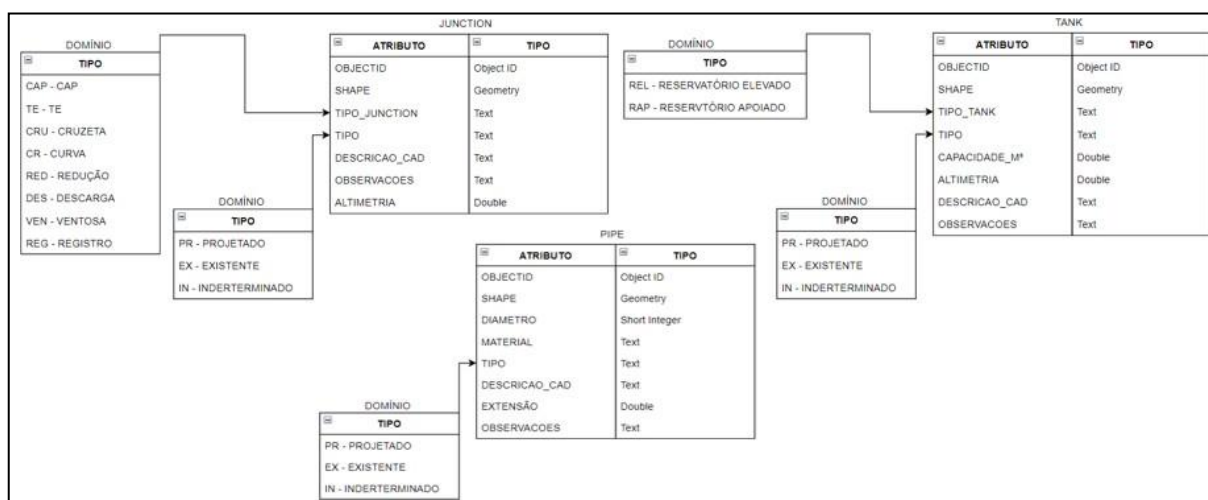 JUNCTION
DOMÍNIO
TIPO
CAP - CAP
TE - TE
CRU - CRUZETA
CR - CURVA
RED - REDUÇÃO
DES - DESCARGA
VEN - VENTOSA
REG - REGISTRO
ATRIBUTO TIPO
OBJECTID Object ID
SHAPE Geometry
TIPO_JUNCTION Text
TIPO Text
DESCRICAO_CAD Text
OBSERVACOES Text
ALTIMETRIA Double
DOMÍNIO
TIPO
PR - PROJETADO
EX - EXISTENTE
IN - INDERTERMINADO
TANK
DOMÍNIO
TIPO
REL - RESERVATÓRIO ELEVADO
RAP - RESERVTÓRIO APOIADO
ATRIBUTO TIPO
OBJECTID Object ID
SHAPE Geometry
TIPO_TANK Text
TIPO Text
CAPACIDADE_M³ Double
ALTIMETRIA Double
DESCRICAO_CAD Text
OBSERVACOES Text
DOMÍNIO
TIPO
PR - PROJETADO
EX - EXISTENTE
IN - INDERTERMINADO
PIPE
ATRIBUTO TIPO
OBJECTID Object ID
SHAPE Geometry
DIAMETRO Short Integer
MATERIAL Text
TIPO Text
DESCRICAO_CAD Text
EXTENSÃO Double
OBSERVACOES Text
DOMÍNIO
TIPO
PR - PROJETADO
EX - EXISTENTE
IN - INDERTERMINADO